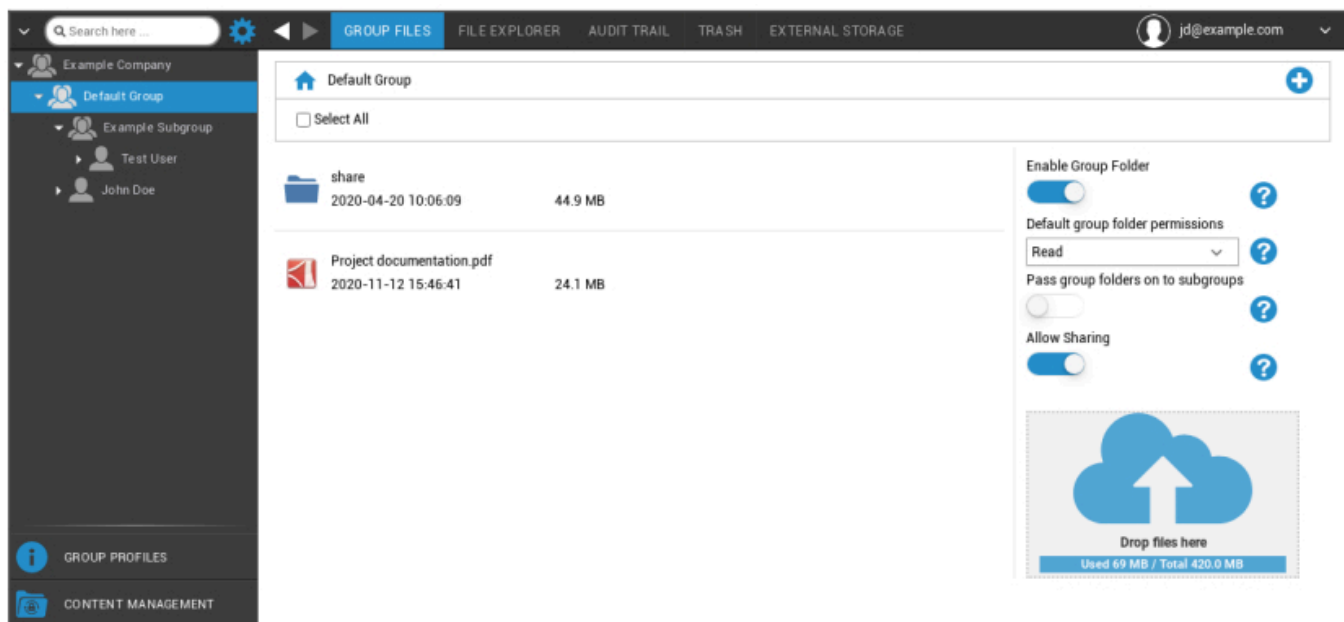 Search here ...
GROUP FILES
FILE EXPLORER
AUDIT TRAIL
TRASH
EXTERNAL STORAGE
jd@example.com
Example Company
Default Group
Example Subgroup
Test User
John Doe
GROUP PROFILES
CONTENT MANAGEMENT
Default Group
Select All
share
2020-04-20 10:06:09 44.9 MB
Project documentation.pdf
2020-11-12 15:46:41 24.1 MB
Enable Group Folder
Default group folder permissions
Read
Pass group folders on to subgroups
Allow Sharing
Drop files here
Used 69 MB / Total 420.0 MB